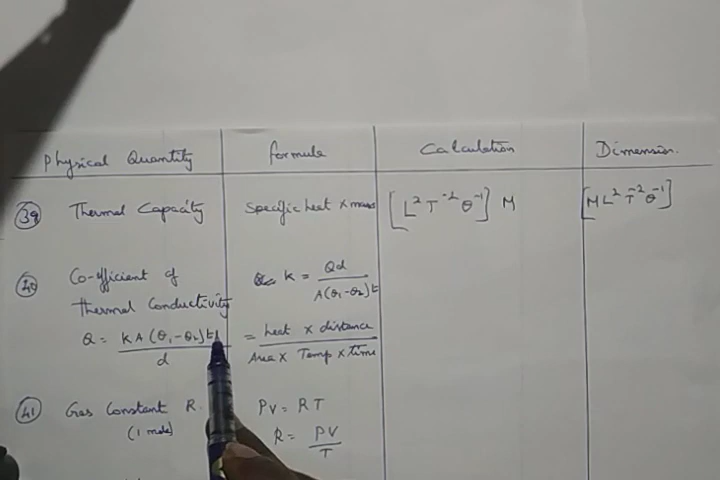 Physical Quantity formula Calculation Dimension.
39 Thermal Capacity Specific heat × mass [L² T⁻² θ⁻¹] M [M L² T⁻² θ⁻¹]
40 Co-efficient of Thermal Conductivity
K = Qd / A(θ₁-θ₂)t
Q = KA(θ₁-θ₂)t / d
= heat × distance / Area × Temp × time
41 Gas Constant R. (1 mole)
PV = RT
R = PV / T